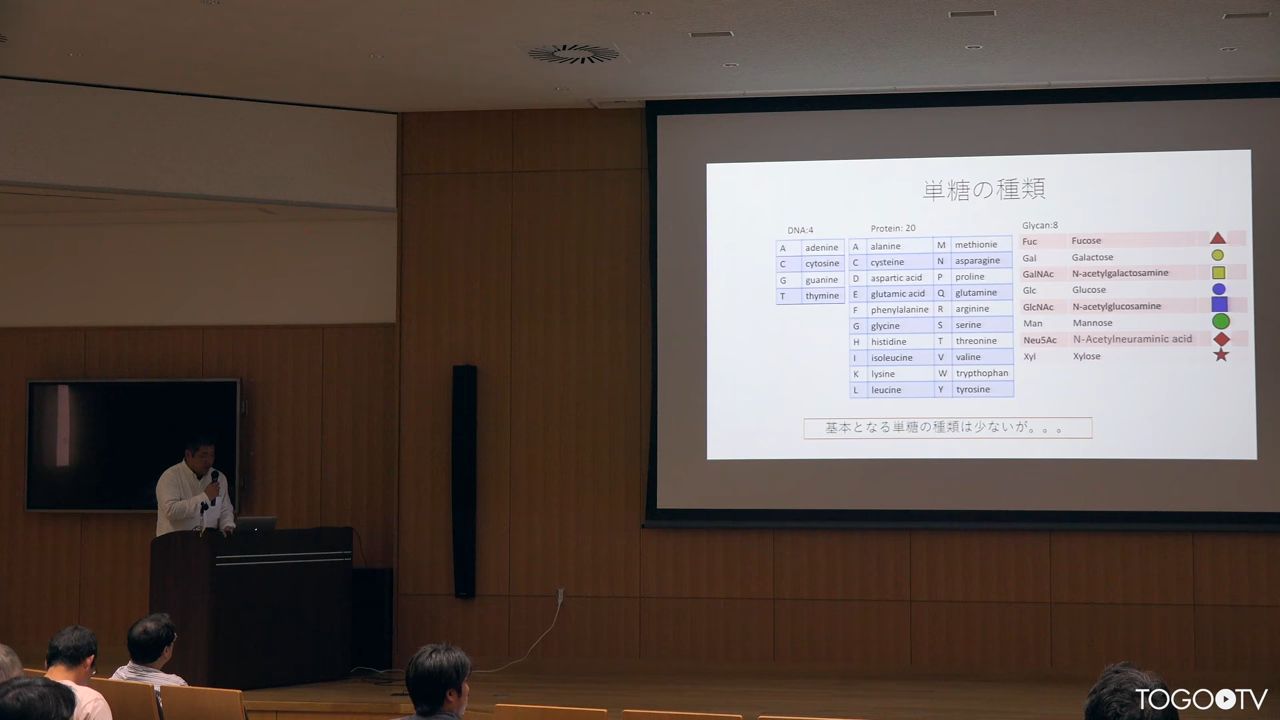 単糖の種類
DNA:4
A adenine
C cytosine
G guanine
T thymine
Protein: 20
A alanine M methionie
C cysteine N asparagine
D aspartic acid P proline
E glutamic acid Q glutamine
F phenylalanine R arginine
G glycine S serine
H histidine T threonine
I isoleucine V valine
K lysine W trypthophan
L leucine Y tyrosine
Glycan:8
Fuc Fucose
Gal Galactose
GalNAc N-acetylgalactosamine
Glc Glucose
GlcNAc N-acetylglucosamine
Man Mannose
Neu5Ac N-Acetylneuraminic acid
Xyl Xylose
基本となる単糖の種類は少ないが。。。
TOGOTV